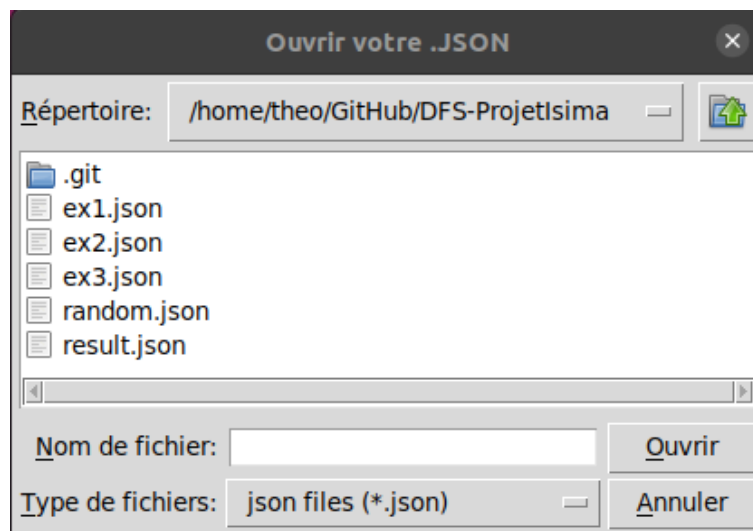 Ouvrir votre .JSON
Répertoire: /home/theo/GitHub/DFS-ProjetIsima
.git
ex1.json
ex2.json
ex3.json
random.json
result.json
Nom de fichier: Ouvrir
Type de fichiers: json files (*.json) Annuler